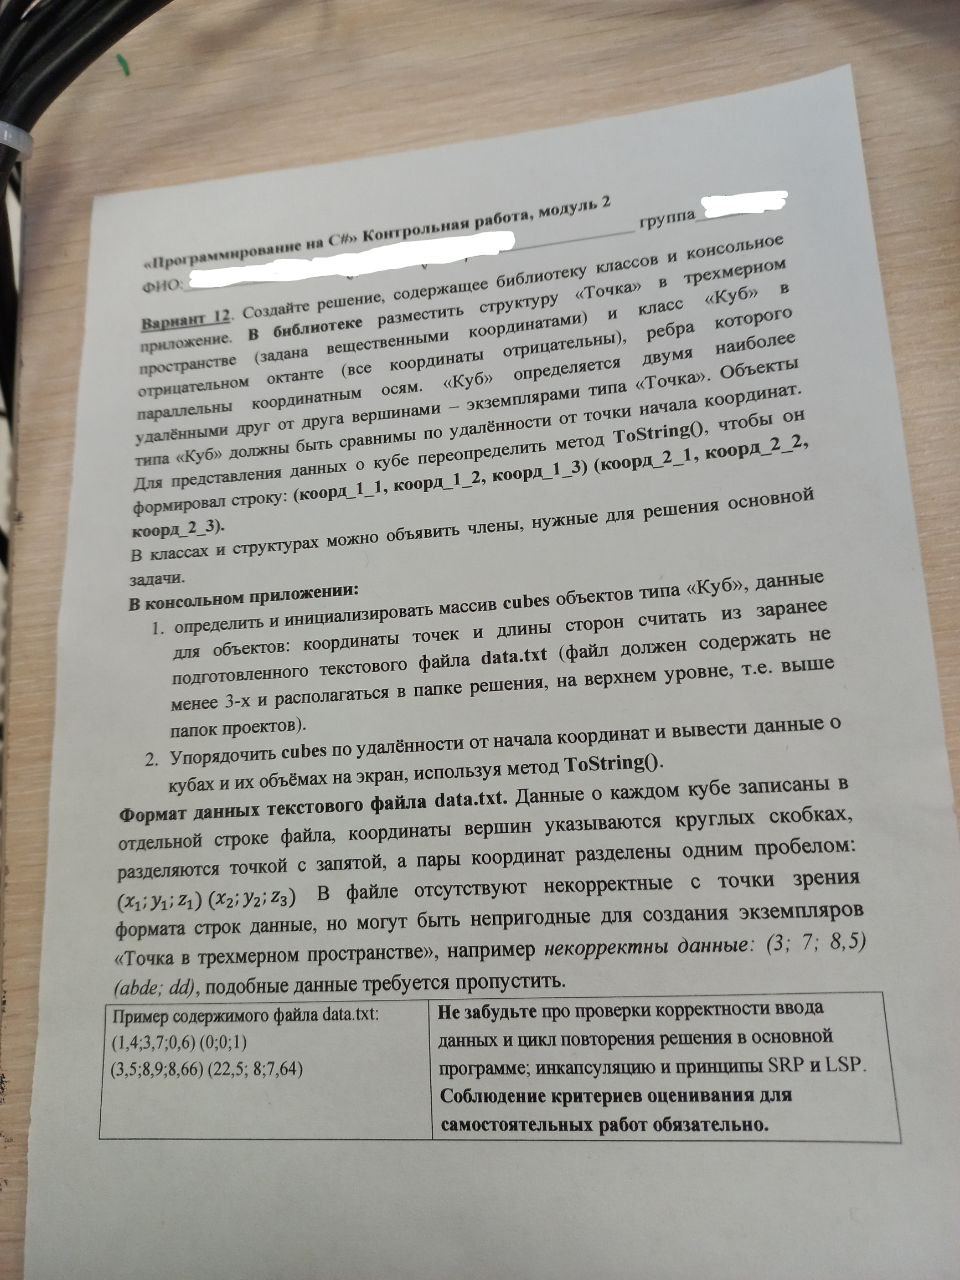 «Программирование на C#» Контрольная работа, модуль 2
ФИО: группа
Вариант 12. Создайте решение, содержащее библиотеку классов и консольное
приложение. В библиотеке разместить структуру «Точка» в трехмерном
пространстве (задана вещественными координатами) и класс «Куб» в
отрицательном октанте (все координаты отрицательны), ребра которого
параллельны координатным осям. «Куб» определяется двумя наиболее
удалёнными друг от друга вершинами – экземплярами типа «Точка». Объекты
типа «Куб» должны быть сравнимы по удалённости от точки начала координат.
Для представления данных о кубе переопределить метод ToString(), чтобы он
формировал строку: (коорд_1_1, коорд_1_2, коорд_1_3) (коорд_2_1, коорд_2_2,
коорд_2_3).
В классах и структурах можно объявить члены, нужные для решения основной
задачи.
В консольном приложении:
1. определить и инициализировать массив cubes объектов типа «Куб», данные
для объектов: координаты точек и длины сторон считать из заранее
подготовленного текстового файла data.txt (файл должен содержать не
менее 3-х и располагаться в папке решения, на верхнем уровне, т.е. выше
папок проектов).
2. Упорядочить cubes по удалённости от начала координат и вывести данные о
кубах и их объёмах на экран, используя метод ToString().
Формат данных текстового файла data.txt. Данные о каждом кубе записаны в
отдельной строке файла, координаты вершин указываются круглых скобках,
разделяются точкой с запятой, а пары координат разделены одним пробелом:
(x₁; y₁; z₁) (x₂; y₂; z₃) В файле отсутствуют некорректные с точки зрения
формата строк данные, но могут быть непригодные для создания экземпляров
«Точка в трехмерном пространстве», например некорректны данные: (3; 7; 8,5)
(abde; dd), подобные данные требуется пропустить.
Пример содержимого файла data.txt:
(1,4;3,7;0,6) (0;0;1)
(3,5;8,9;8,66) (22,5; 8;7,64)
Не забудьте про проверки корректности ввода
данных и цикл повторения решения в основной
программе; инкапсуляцию и принципы SRP и LSP.
Соблюдение критериев оценивания для
самостоятельных работ обязательно.